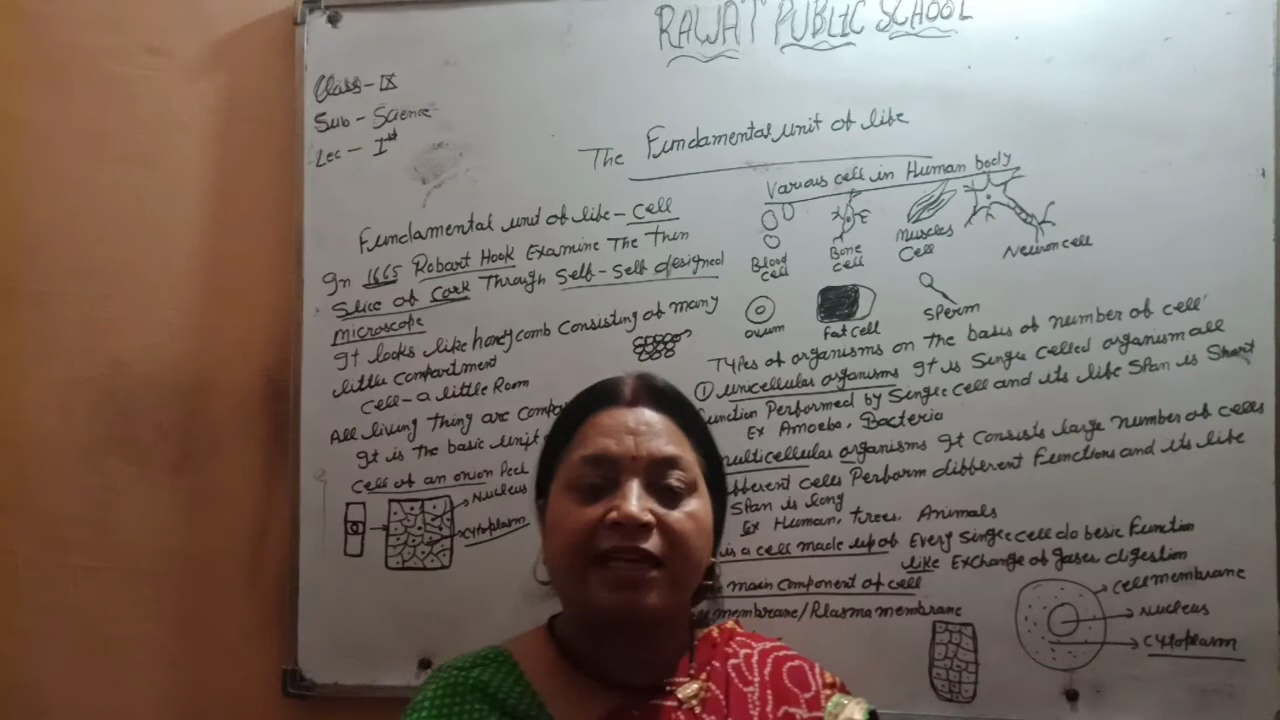 RAWAT PUBLIC SCHOOL
Class - IX
Sub - Science
Lec - Ist
The Fundamental unit of life
Fundamental unit of life - Cell
In 1665 Robart Hook Examine The thin
Slice of Cork Through Self-Self designed
microscope
It looks like honeycomb Consisting of many
little compartment
Cell - a little Room
All living thing are
It is the basic unit
Cell of an onion Peel
Nucleus
Cytoplasm
Various cell in Human body
Blood cell
Bone cell
Muscles Cell
Neuron cell
ovum
Fat cell
Sperm
Types of organisms on the basis of number of cell
① unicellular organisms It is Single celled organism all
function Performed by Single cell and its life Span is Short
Ex Amoeba, Bacteria
multicellular organisms It Consists large number of cells
different cells Perform different Functions and its life
Span is long
Ex Human, trees, Animals
is a cell made up of Every Single cell do besic function
like Exchange of gases digestion
main component of cell
membrane/Plasma membrane
Cell membrane
Nucleus
Cytoplasm